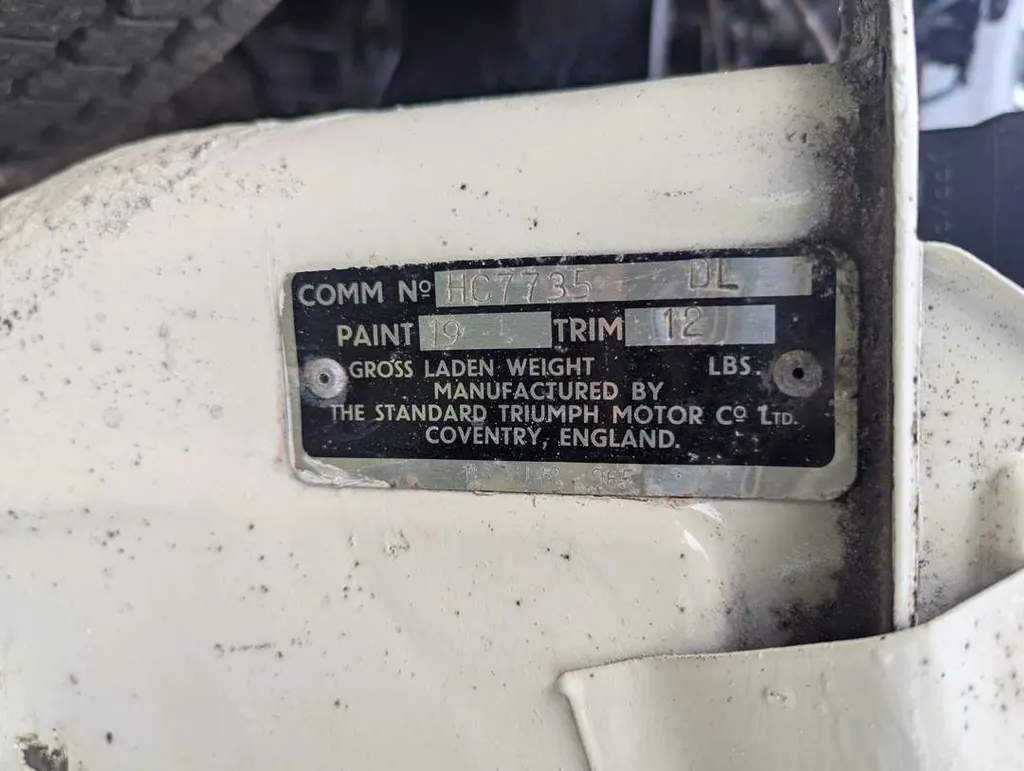 COMM Nº HC7735 DL
PAINT 19 TRIM 12
GROSS LADEN WEIGHT LBS.
MANUFACTURED BY
THE STANDARD TRIUMPH MOTOR Cº LTD.
COVENTRY, ENGLAND.